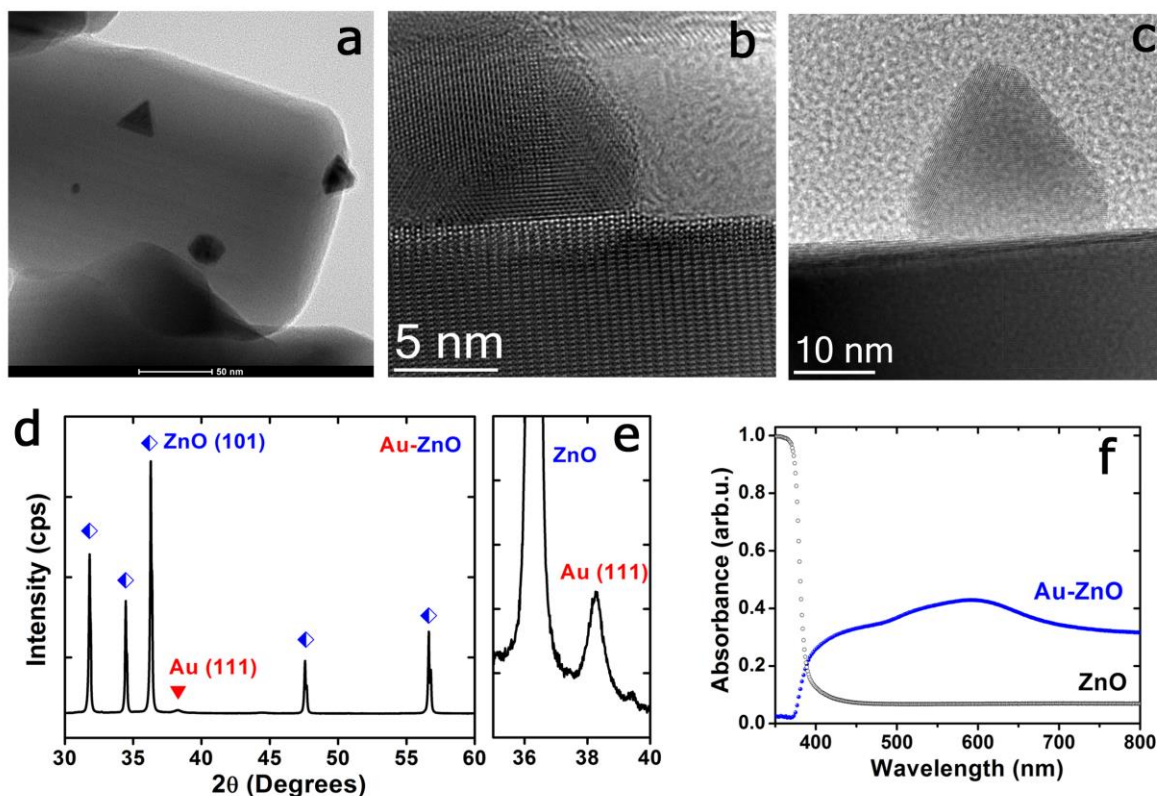 a
b
c
50 nm
5 nm
10 nm
d
ZnO (101)
Au-ZnO
Au (111)
Intensity (cps)
30 40 50 60
35
45
55
2θ (Degrees)
e
ZnO
Au (111)
36 38 40
f
1.0
0.8
0.6
0.4
0.2
0.0
Absorbance (arb.u.)
Au-ZnO
ZnO
400 500 600 700 800
Wavelength (nm)